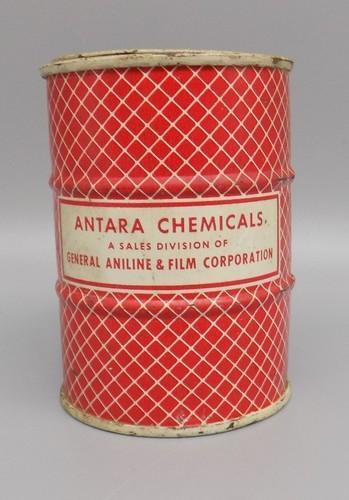 ANTARA CHEMICALS,
A SALES DIVISION OF
GENERAL ANILINE & FILM CORPORATION